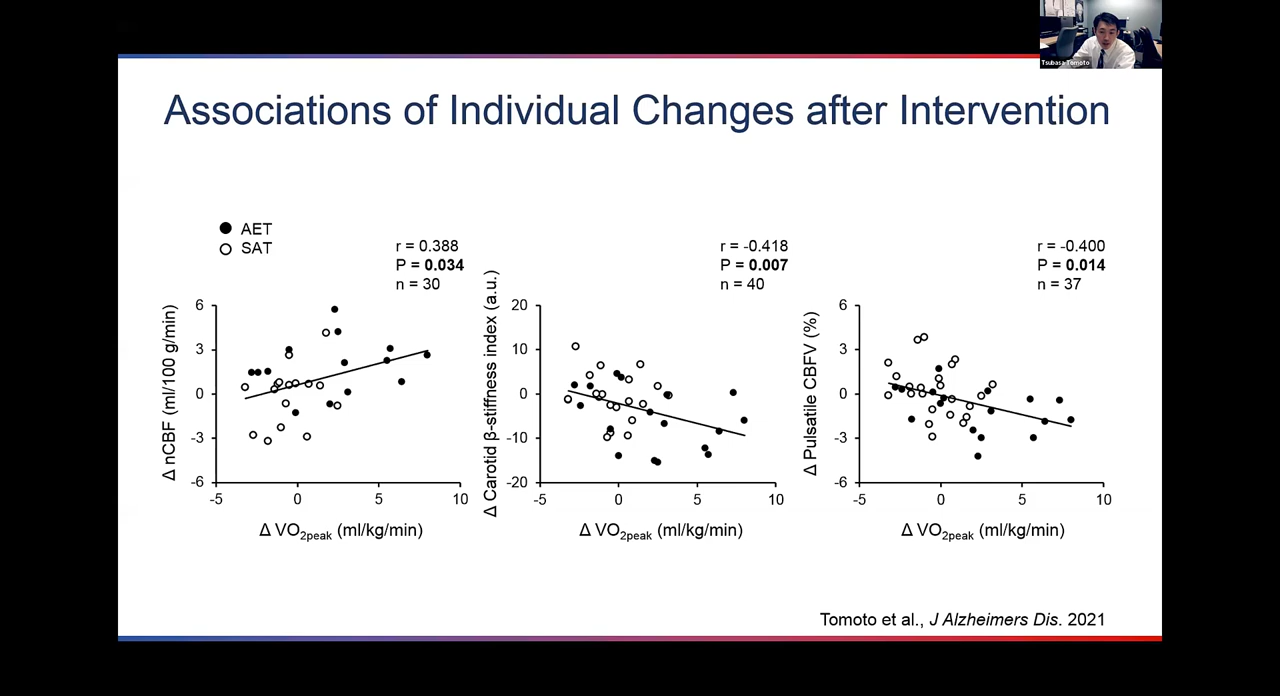 Tsubasa Tomoto
Associations of Individual Changes after Intervention
AET
SAT
r = 0.388
P = 0.034
n = 30
Δ nCBF (ml/100 g/min)
6
3
0
-3
-6
-5 0 5 10
Δ VO2peak (ml/kg/min)
r = -0.418
P = 0.007
n = 40
Δ Carotid β-stiffness index (a.u.)
20
10
0
-10
-20
-5 0 5 10
Δ VO2peak (ml/kg/min)
r = -0.400
P = 0.014
n = 37
Δ Pulsatile CBFV (%)
6
3
0
-3
-6
-5 0 5 10
Δ VO2peak (ml/kg/min)
Tomoto et al., J Alzheimers Dis. 2021